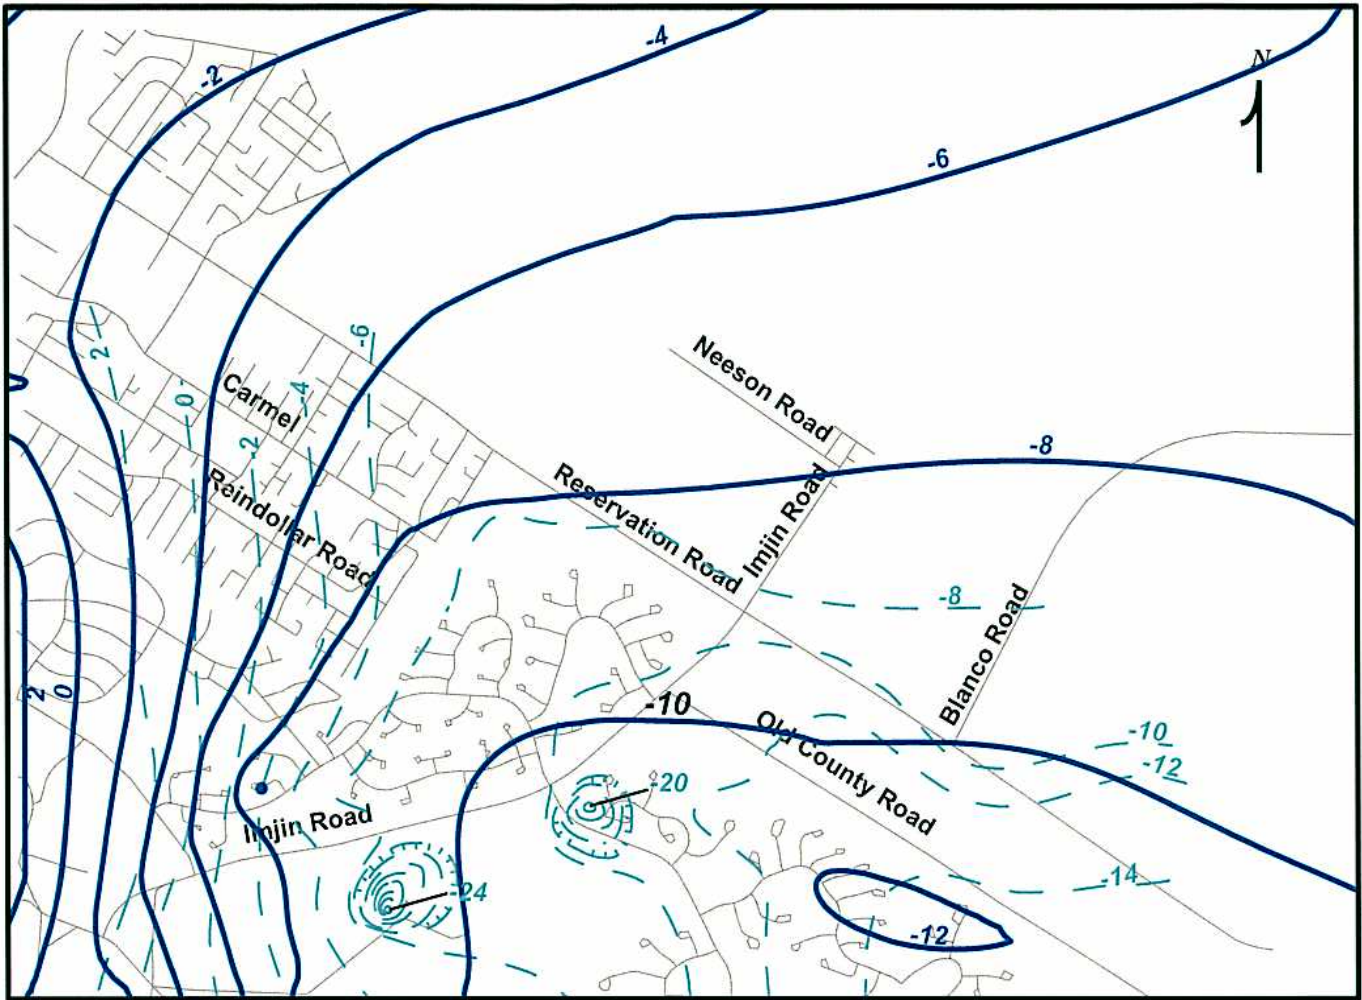 -2
-4
N
-6
-6
2
Neeson Road
Carmel
-4
0
-2
-8
Reservation Road
Imjin Road
Reindollar Road
-8
Blanco Road
2
0
-10
Old County Road
-10
-12
-20
Imjin Road
-24
-14
-12